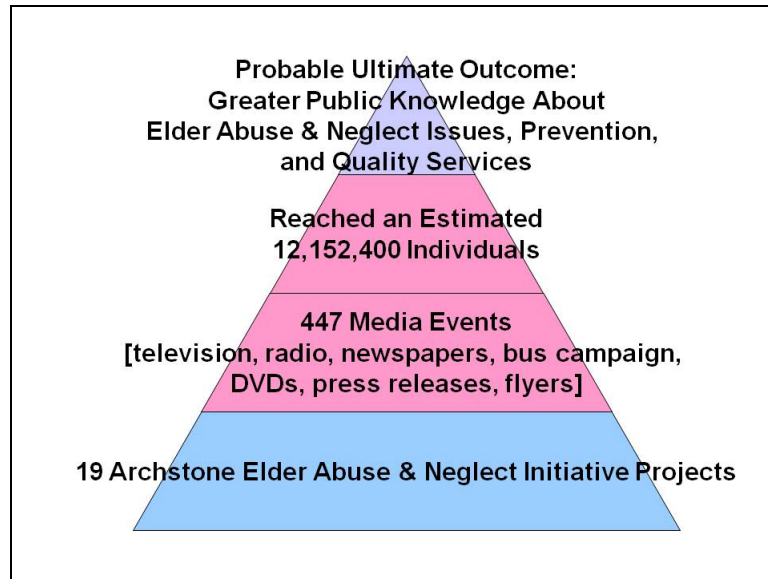 Probable Ultimate Outcome:
Greater Public Knowledge About
Elder Abuse & Neglect Issues, Prevention,
and Quality Services
Reached an Estimated
12,152,400 Individuals
447 Media Events
[television, radio, newspapers, bus campaign,
DVDs, press releases, flyers]
19 Archstone Elder Abuse & Neglect Initiative Projects